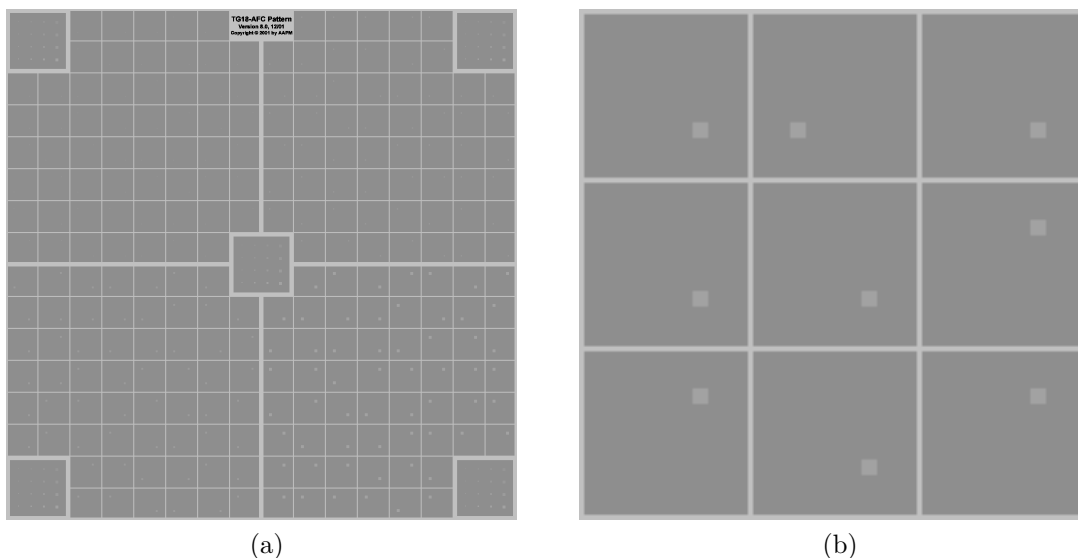 TG18-AFC Pattern
Version 8.0, 12/01
Copyright © 2001 by AAPM
(a)
(b)